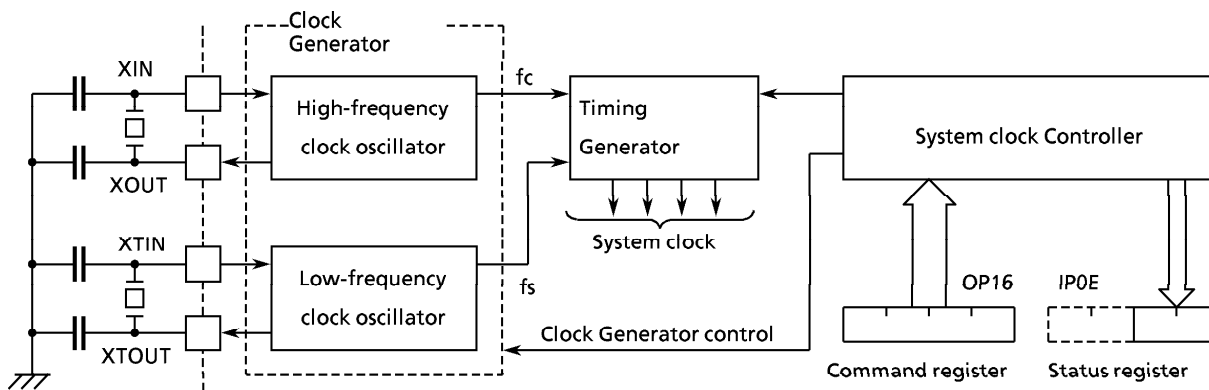 Clock
Generator
XIN
fc
High-frequency
clock oscillator
Timing
Generator
System clock Controller
XOUT
System clock
XTIN
Low-frequency
clock oscillator
fs
OP16
IP0E
XTOUT
Clock Generator control
Command register
Status register